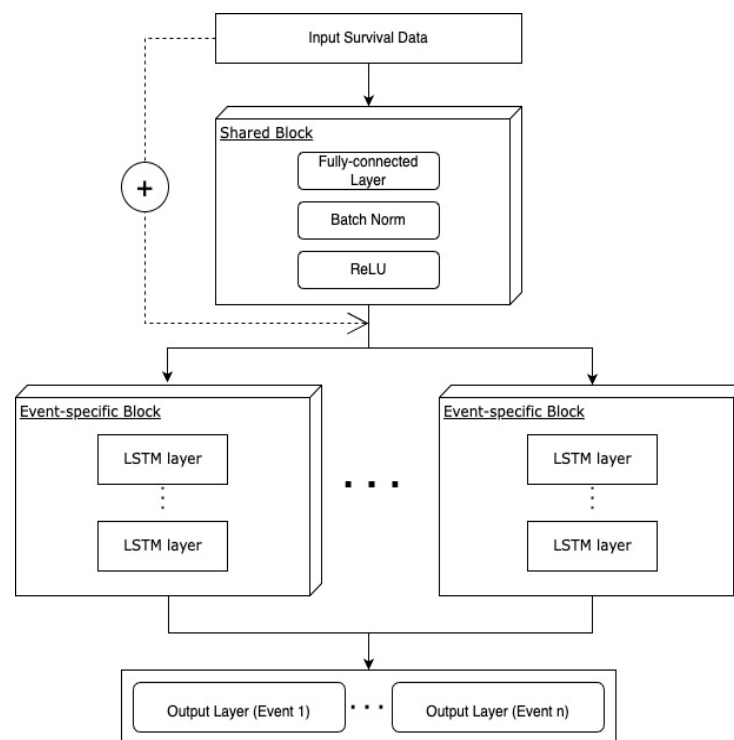 Input Survival Data
Shared Block
Fully-connected
Layer
+
Batch Norm
ReLU
Event-specific Block
LSTM layer
LSTM layer
. . .
Event-specific Block
LSTM layer
LSTM layer
Output Layer (Event 1)
. . .
Output Layer (Event n)